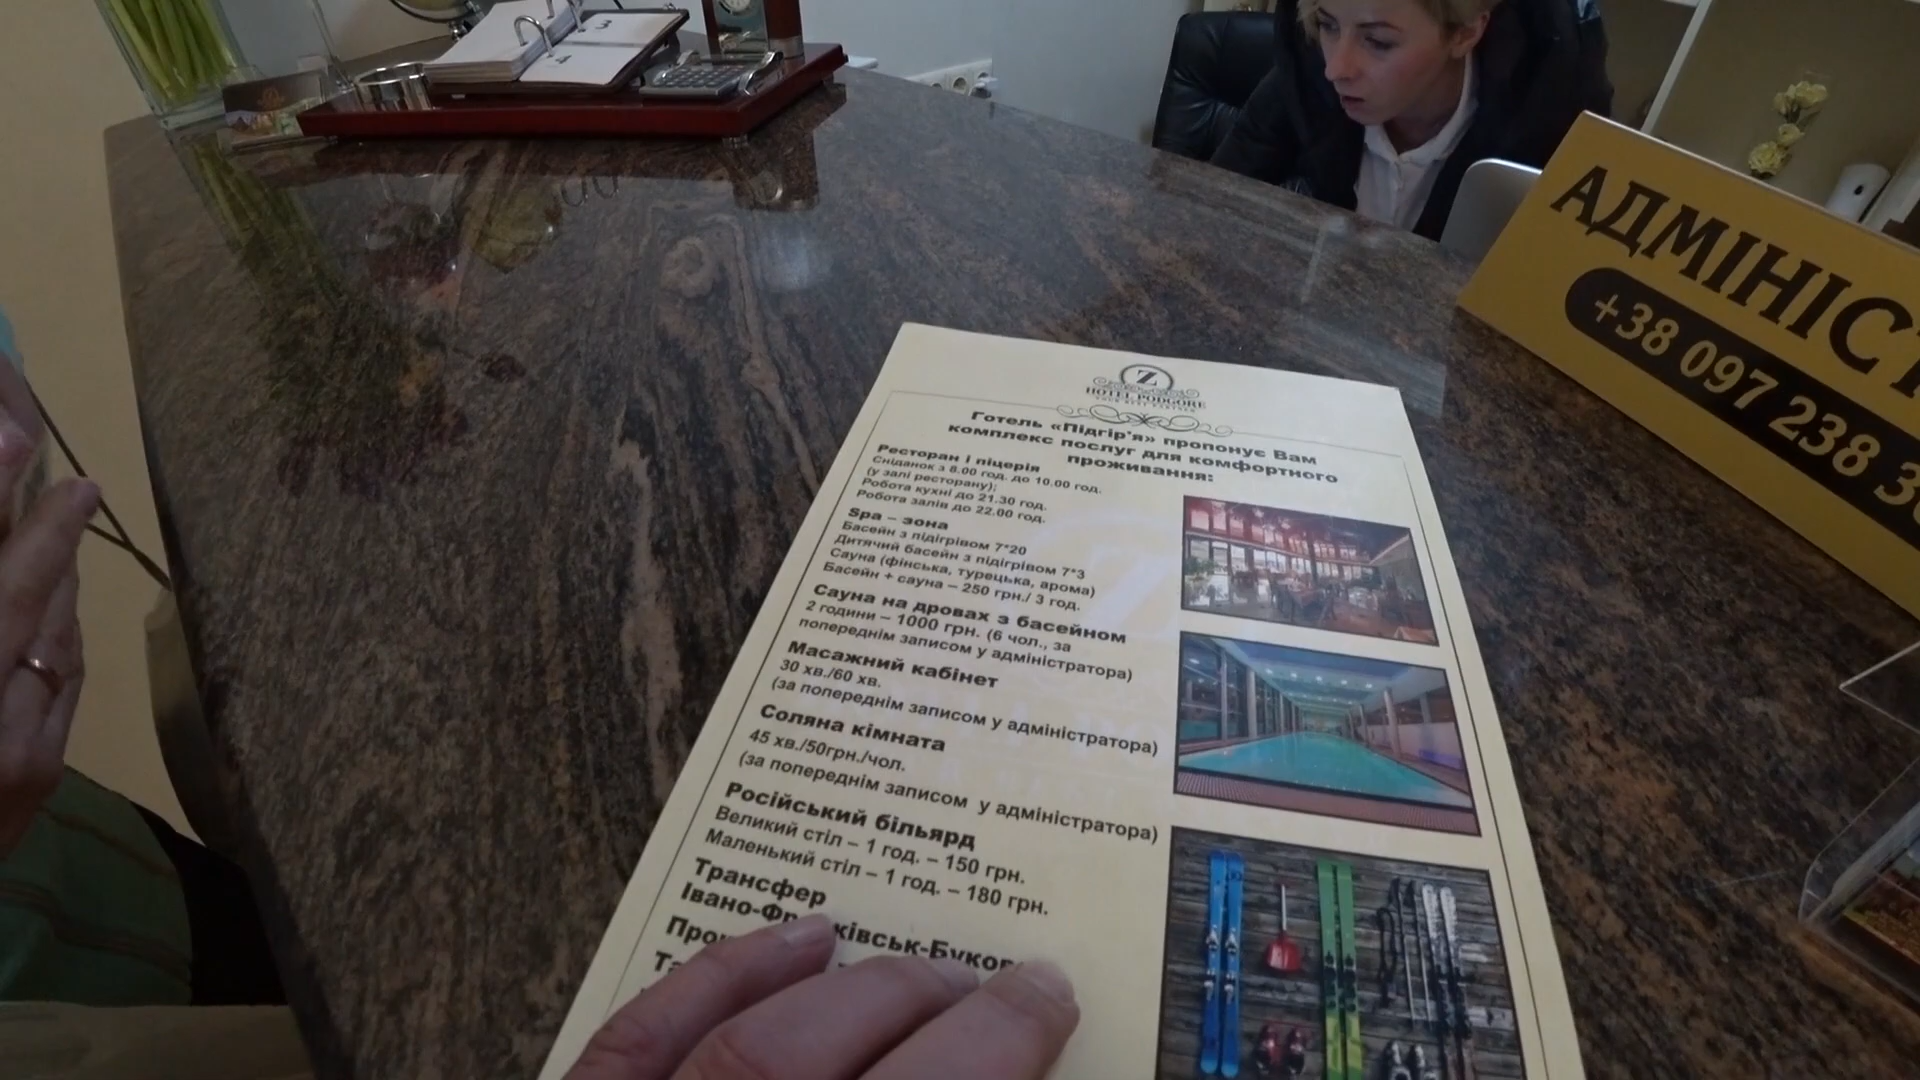 3
4
АДМІНІСТ
+38 097 238 3
Z
HOTEL PODGORE
Готель «Підгір'я» пропонує Вам
комплекс послуг для комфортного
проживання:
Ресторан і піцерія
Сніданок з 8.00 год. до 10.00 год.
(у залі ресторану);
Робота кухні до 21.30 год.
Робота залів до 22.00 год.
Spa – зона
Басейн з підігрівом 7*20
Дитячий басейн з підігрівом 7*3
Сауна (фінська, турецька, арома)
Басейн + сауна – 250 грн./ 3 год.
Сауна на дровах з басейном
2 години – 1000 грн. (6 чол., за
попереднім записом у адміністратора)
Масажний кабінет
30 хв./60 хв.
(за попереднім записом у адміністратора)
Соляна кімната
45 хв./50грн./чол.
(за попереднім записом у адміністратора)
Російський більярд
Великий стіл – 1 год. – 150 грн.
Маленький стіл – 1 год. – 180 грн.
Трансфер